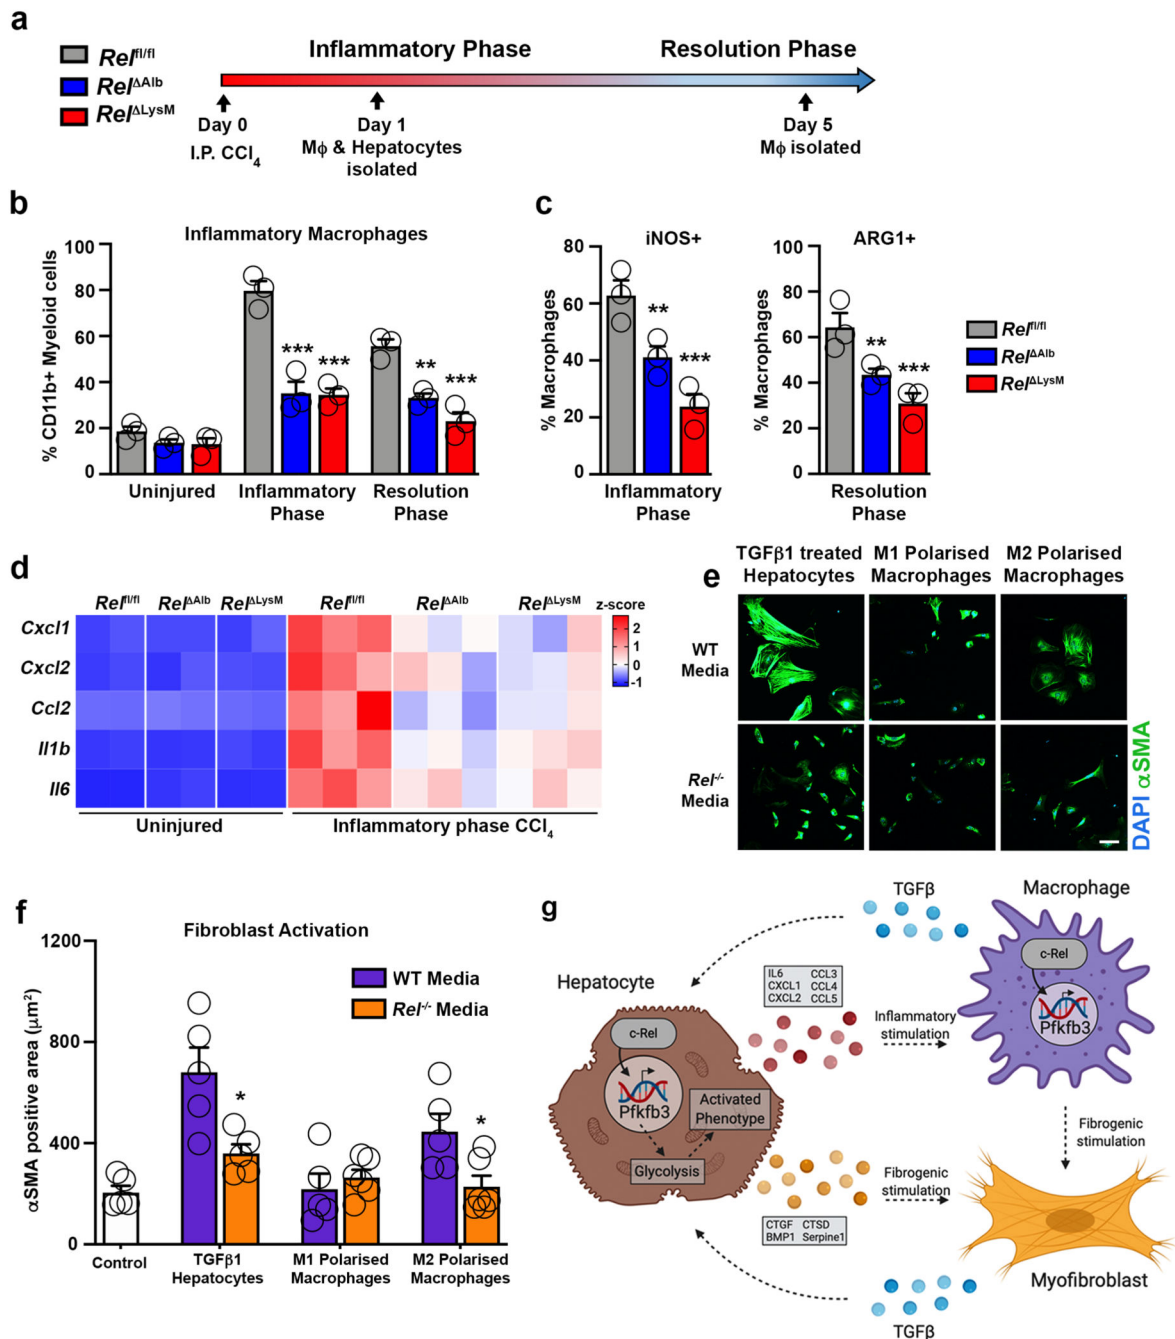 a
Inflammatory Phase
Resolution Phase
Rel^fl/fl
Rel^ΔAlb
Rel^ΔLysM
Day 0
I.P. CCl₄
Day 1
Mϕ & Hepatocytes
isolated
Day 5
Mϕ isolated
b
Inflammatory Macrophages
% CD11b+ Myeloid cells
100
80
60
40
20
0
*** ***
** ***
Uninjured
Inflammatory
Phase
Resolution
Phase
c
iNOS+
% Macrophages
80
60
40
20
0
**
***
Inflammatory
Phase
ARG1+
% Macrophages
100
80
60
40
20
0
**
***
Resolution
Phase
Rel^fl/fl
Rel^ΔAlb
Rel^ΔLysM
d
Rel^fl/fl Rel^ΔAlb Rel^ΔLysM Rel^fl/fl Rel^ΔAlb Rel^ΔLysM
z-score
2
1
0
-1
Cxcl1
Cxcl2
Ccl2
Il1b
Il6
Uninjured
Inflammatory phase CCl₄
e
TGFβ1 treated
Hepatocytes
M1 Polarised
Macrophages
M2 Polarised
Macrophages
WT
Media
Rel^-/-
Media
DAPI αSMA
f
Fibroblast Activation
αSMA positive area (μm²)
1200
800
400
0
WT Media
Rel^-/- Media
*
*
Control
TGFβ1
Hepatocytes
M1 Polarised
Macrophages
M2 Polarised
Macrophages
g
TGFβ
Macrophage
c-Rel
Pfkfb3
Hepatocyte
c-Rel
Pfkfb3
Activated
Phenotype
Glycolysis
IL6 CCL3
CXCL1 CCL4
CXCL2 CCL5
Inflammatory
stimulation
Fibrogenic
stimulation
Fibrogenic
stimulation
CTGF CTSD
BMP1 Serpine1
Myofibroblast
TGFβ